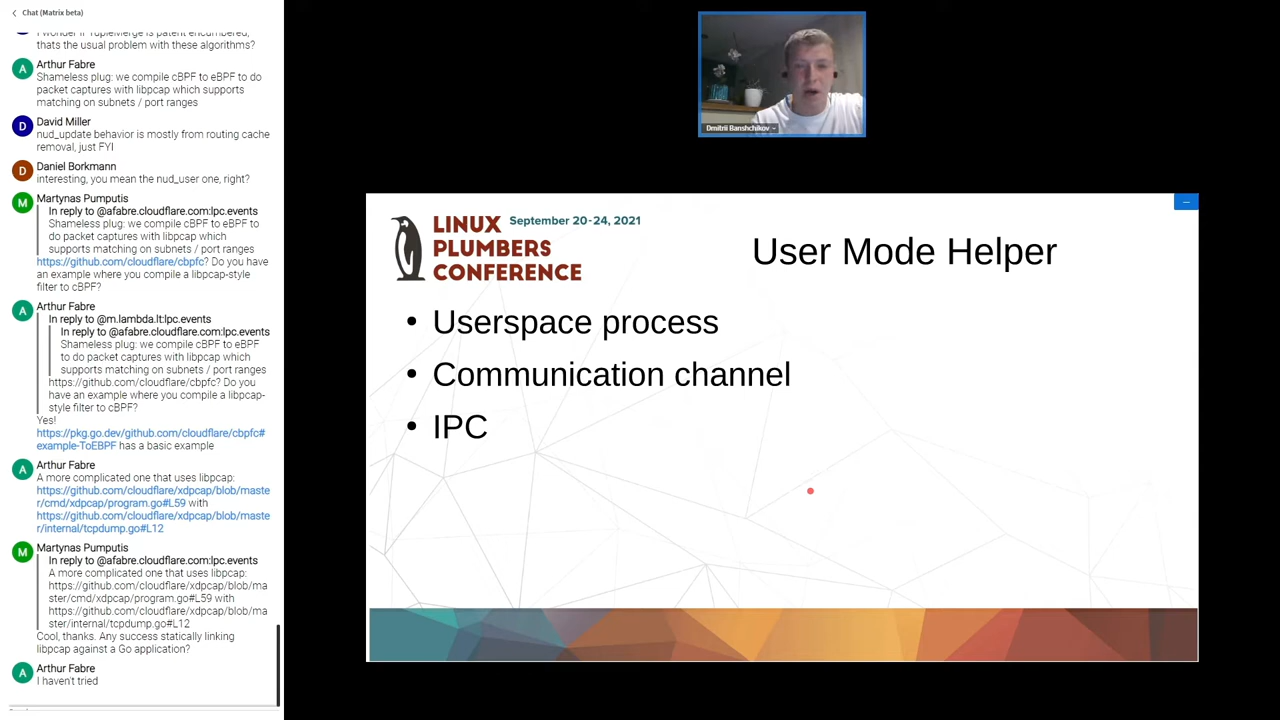 Chat (Matrix beta)
I wonder if TupleMerge is patent encumbered,
thats the usual problem with these algorithms?
Arthur Fabre
Shameless plug: we compile cBPF to eBPF to do
packet captures with libpcap which supports
matching on subnets / port ranges
David Miller
nud_update behavior is mostly from routing cache
removal, just FYI
Daniel Borkmann
interesting, you mean the nud_user one, right?
Martynas Pumputis
In reply to @afabre.cloudflare.com:lpc.events
Shameless plug: we compile cBPF to eBPF to
do packet captures with libpcap which
supports matching on subnets / port ranges
https://github.com/cloudflare/cbpfc? Do you have
an example where you compile a libpcap-style
filter to cBPF?
Arthur Fabre
In reply to @m.lambda.lt:lpc.events
In reply to @afabre.cloudflare.com:lpc.events
Shameless plug: we compile cBPF to eBPF
to do packet captures with libpcap which
supports matching on subnets / port ranges
https://github.com/cloudflare/cbpfc? Do you
have an example where you compile a libpcap-
style filter to cBPF?
Yes!
https://pkg.go.dev/github.com/cloudflare/cbpfc#
example-ToEBPF has a basic example
Arthur Fabre
A more complicated one that uses libpcap:
https://github.com/cloudflare/xdpcap/blob/maste
r/cmd/xdpcap/program.go#L59 with
https://github.com/cloudflare/xdpcap/blob/maste
r/internal/tcpdump.go#L12
Martynas Pumputis
In reply to @afabre.cloudflare.com:lpc.events
A more complicated one that uses libpcap:
https://github.com/cloudflare/xdpcap/blob/ma
ster/cmd/xdpcap/program.go#L59 with
https://github.com/cloudflare/xdpcap/blob/ma
ster/internal/tcpdump.go#L12
Cool, thanks. Any success statically linking
libpcap against a Go application?
Arthur Fabre
I haven't tried
Dmitrii Banshchikov
LINUX September 20-24, 2021
PLUMBERS
CONFERENCE
User Mode Helper
• Userspace process
• Communication channel
• IPC